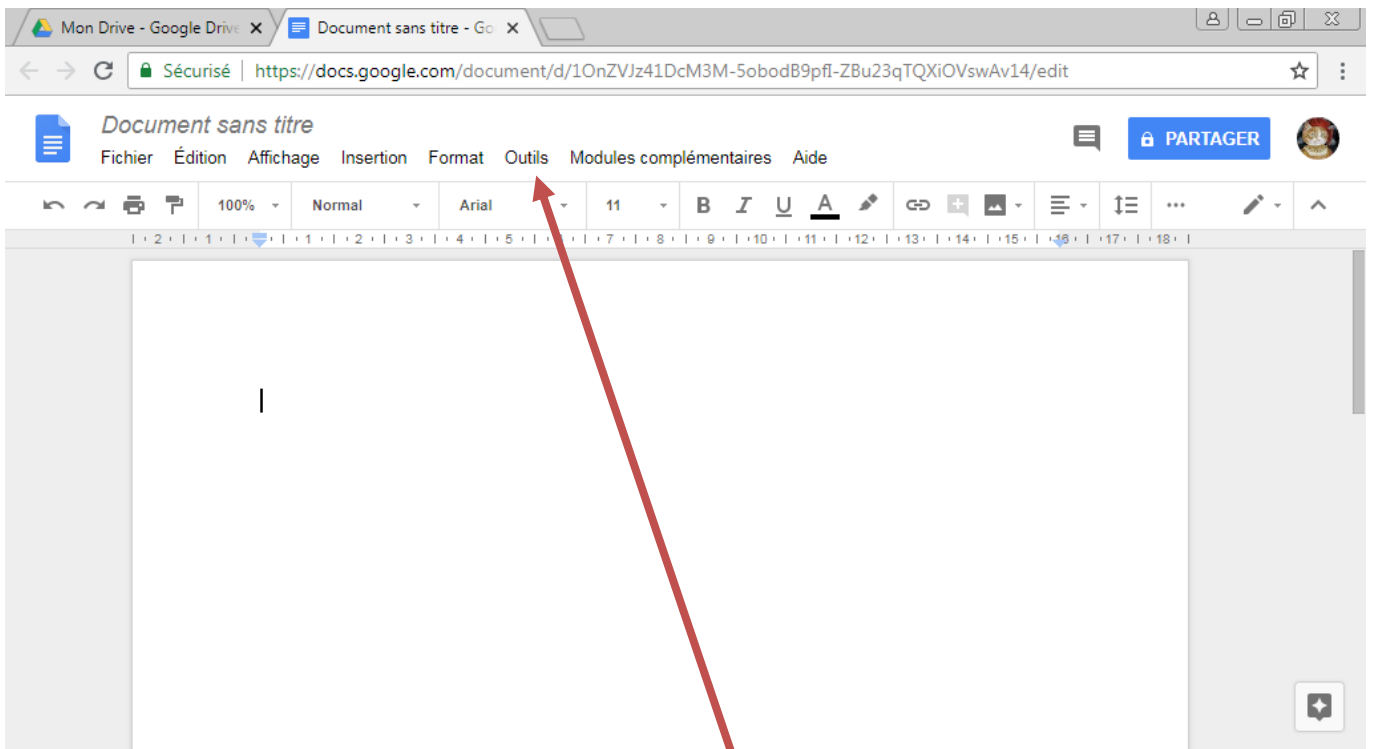 Mon Drive - Google Drive
Document sans titre - Go
Sécurisé | https://docs.google.com/document/d/1OnZVJz41DcM3M-5obodB9pfI-ZBu23qTQXiOVswAv14/edit
Document sans titre
PARTAGER
Fichier Édition Affichage Insertion Format Outils Modules complémentaires Aide
100% Normal Arial 11 B I U A
2 1 1 2 3 4 5 7 8 9 10 11 12 13 14 15 16 17 18